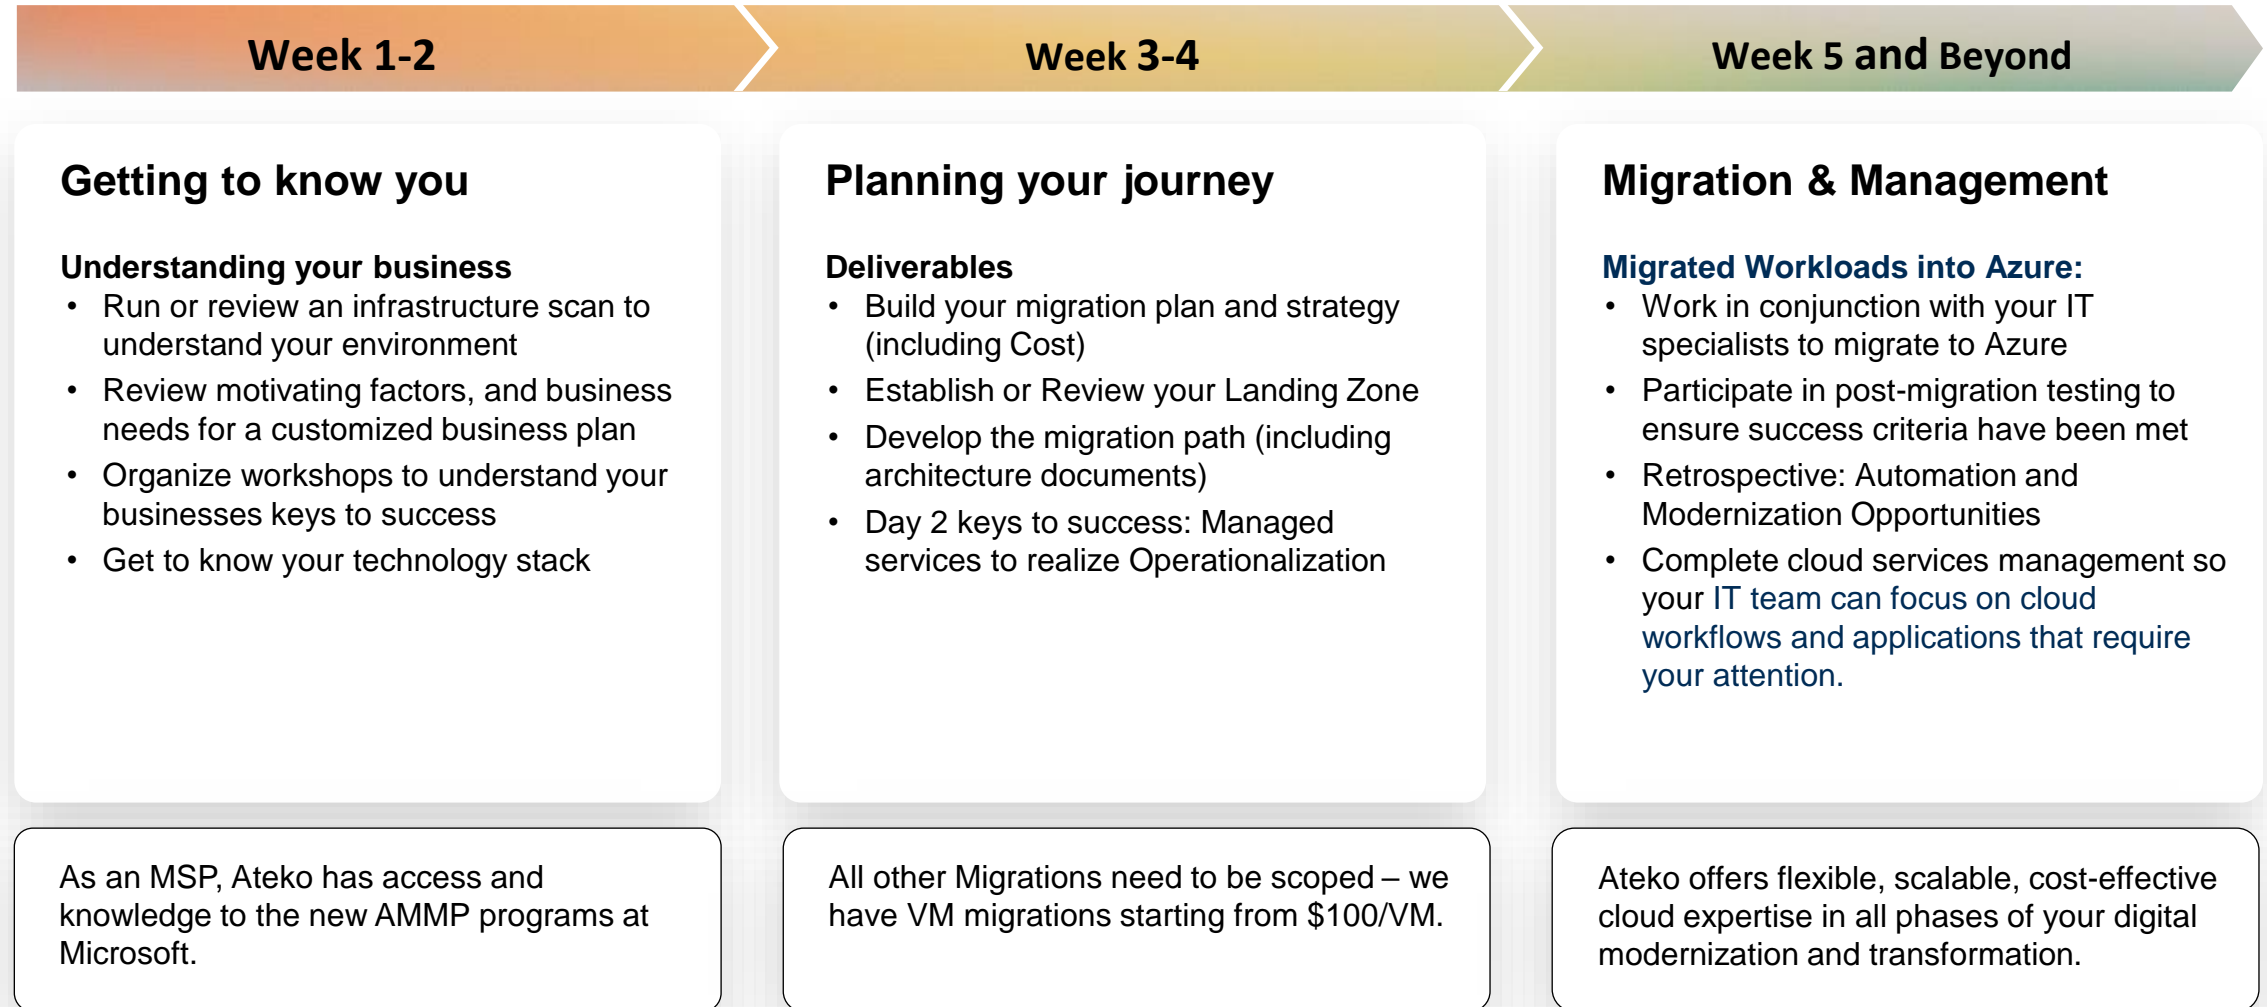 Week 1-2
Week 3-4
Week 5 and Beyond
Getting to know you
Understanding your business
• Run or review an infrastructure scan to
understand your environment
• Review motivating factors, and business
needs for a customized business plan
• Organize workshops to understand your
businesses keys to success
• Get to know your technology stack
As an MSP, Ateko has access and
knowledge to the new AMMP programs at
Microsoft.
Planning your journey
Deliverables
• Build your migration plan and strategy
(including Cost)
• Establish or Review your Landing Zone
• Develop the migration path (including
architecture documents)
• Day 2 keys to success: Managed
services to realize Operationalization
All other Migrations need to be scoped – we
have VM migrations starting from $100/VM.
Migration & Management
Migrated Workloads into Azure:
• Work in conjunction with your IT
specialists to migrate to Azure
• Participate in post-migration testing to
ensure success criteria have been met
• Retrospective: Automation and
Modernization Opportunities
• Complete cloud services management so
your IT team can focus on cloud
workflows and applications that require
your attention.
Ateko offers flexible, scalable, cost-effective
cloud expertise in all phases of your digital
modernization and transformation.